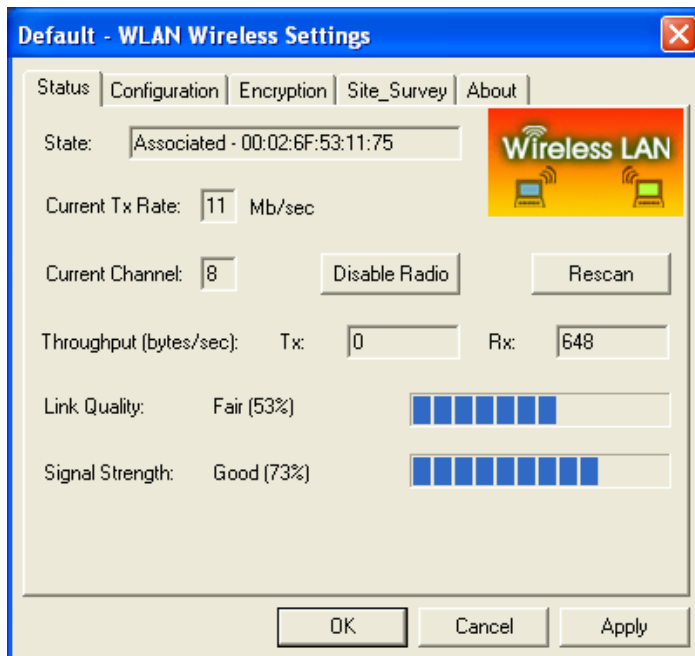 Default - WLAN Wireless Settings
Status Configuration Encryption Site_Survey About
State: Associated - 00:02:6F:53:11:75
Wireless LAN
Current Tx Rate: 11 Mb/sec
Current Channel: 8 Disable Radio Rescan
Throughput (bytes/sec): Tx: 0 Rx: 648
Link Quality: Fair (53%)
Signal Strength: Good (73%)
OK Cancel Apply